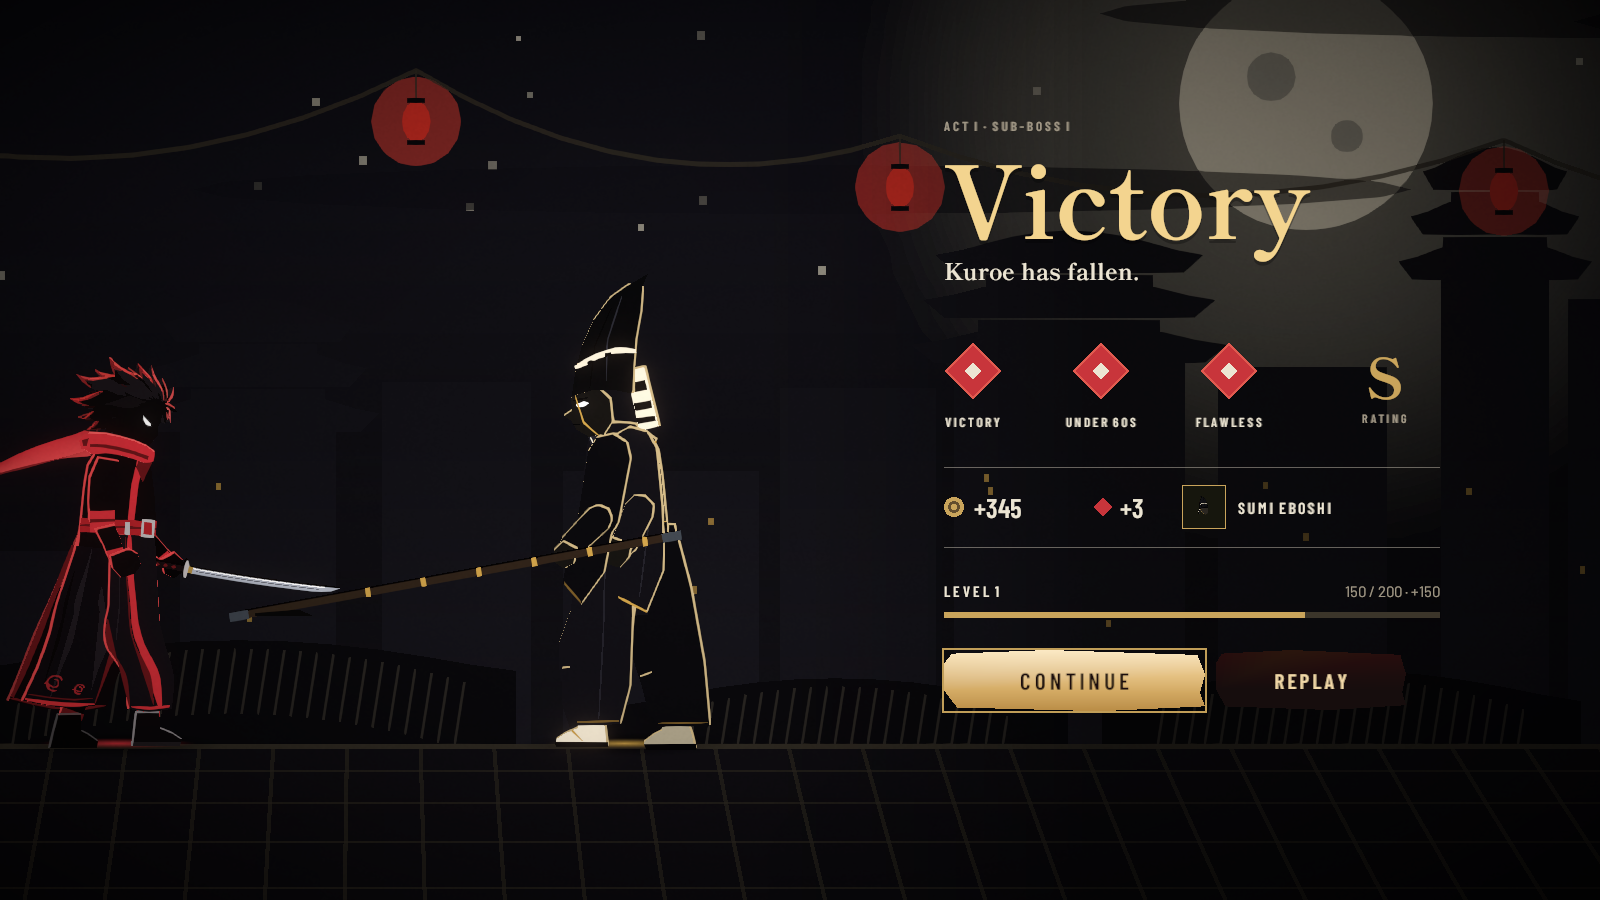 ACT I · SUB-BOSS I
Victory
Kuroe has fallen.
VICTORY
UNDER 60S
FLAWLESS
S
RATING
+345
+3
SUMI EBOSHI
LEVEL 1
150 / 200 · +150
CONTINUE
REPLAY